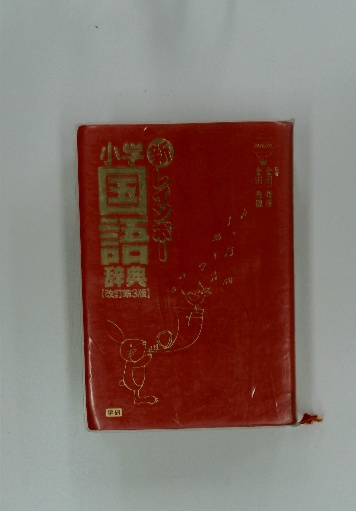 新レインボー
小学
国語
辞典
【改訂第3版】
学研